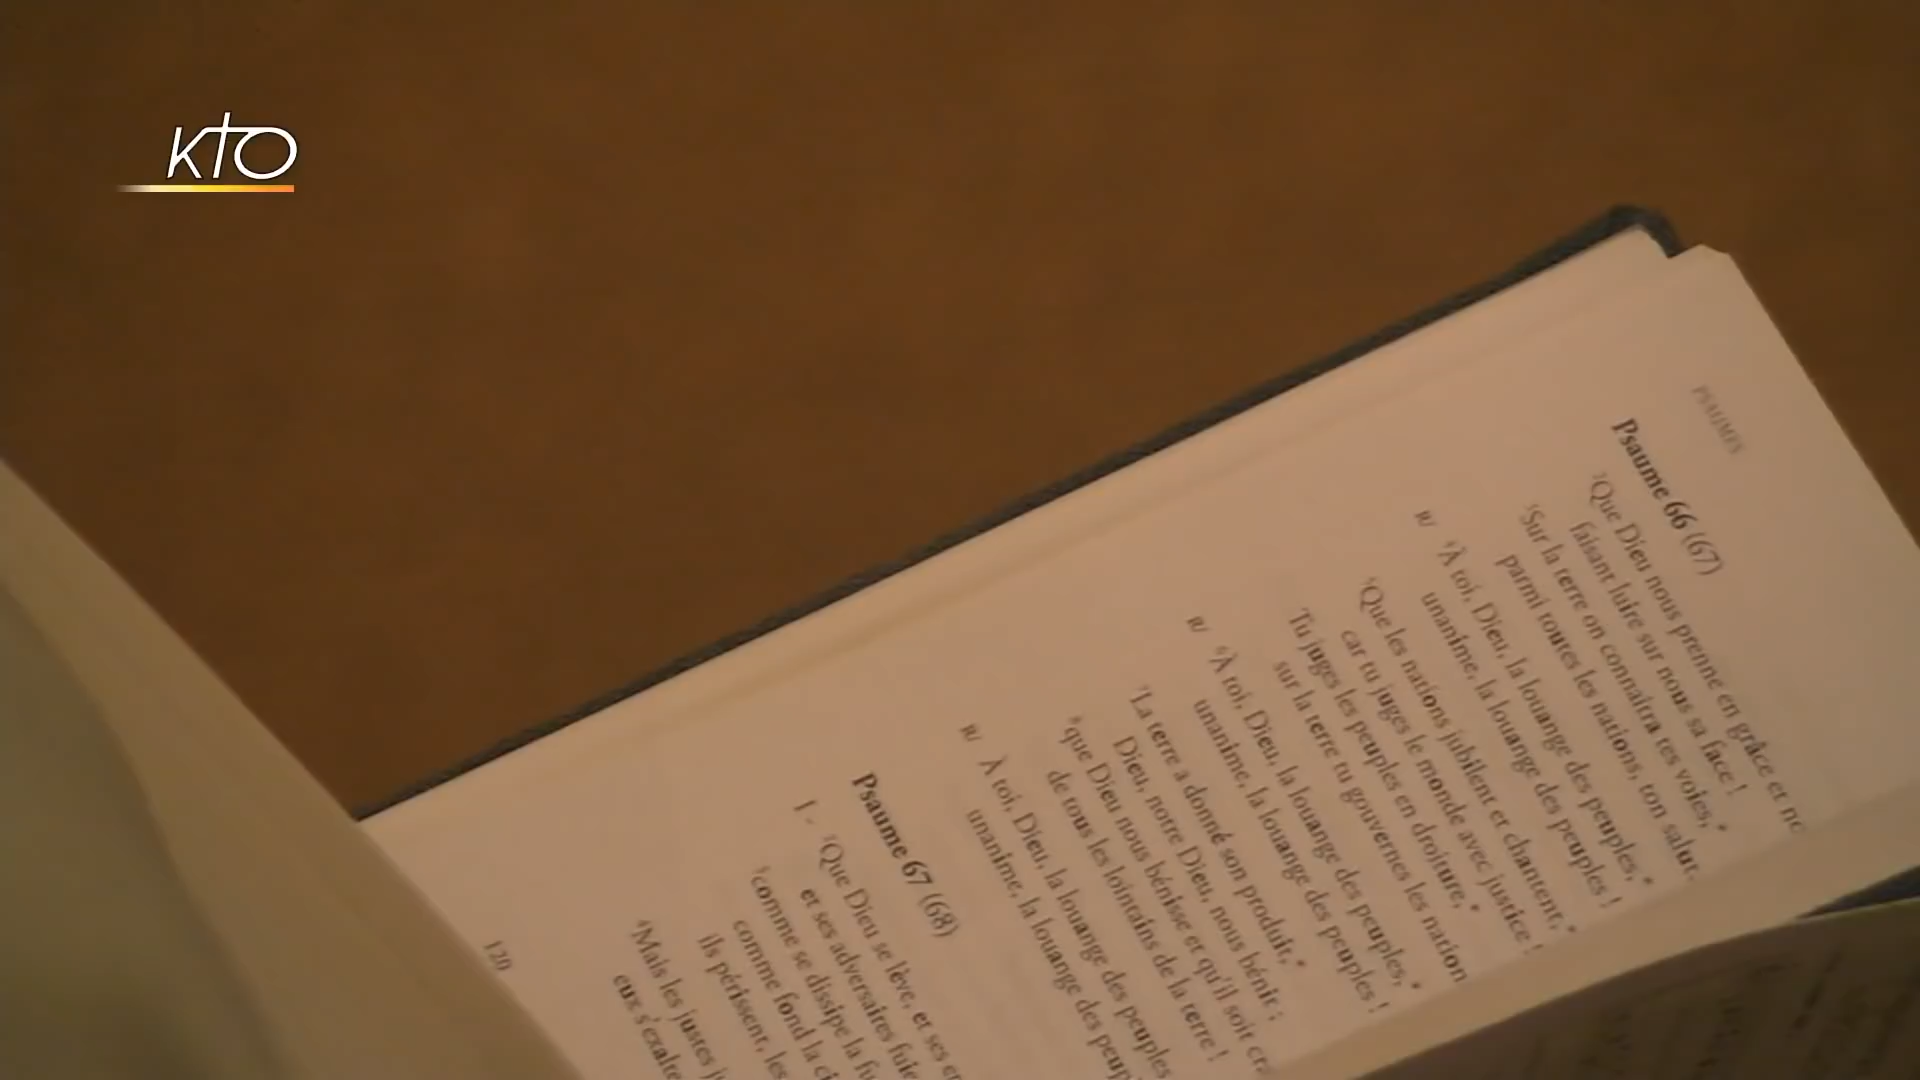 KTO
PSAUMES
Psaume 66 (67)
²Que Dieu nous prenne en grâce et
faisant luire sur nous sa face !
³Sur la terre on connaîtra tes voies, *
parmi toutes les nations, ton salut.
R/ ⁴À toi, Dieu, la louange des peuples, *
unanime, la louange des peuples !
⁵Que les nations jubilent et chantent, *
car tu juges le monde avec justice !
Tu juges les peuples en droiture, *
sur la terre tu gouvernes les nation
R/ ⁶À toi, Dieu, la louange des peuples, *
unanime, la louange des peuples !
⁷La terre a donné son produit, *
Dieu, notre Dieu, nous bénit ;
⁸que Dieu nous bénisse et qu'il soit
de tous les lointains de la terre !
R/ À toi, Dieu, la louange des peuples
unanime, la louange des
Psaume 67 (68)
I - ²Que Dieu se lève, et ses
et ses adversaires
³comme se dissipe la
comme fond la
ils périssent, les
⁴Mais les justes
eux
120